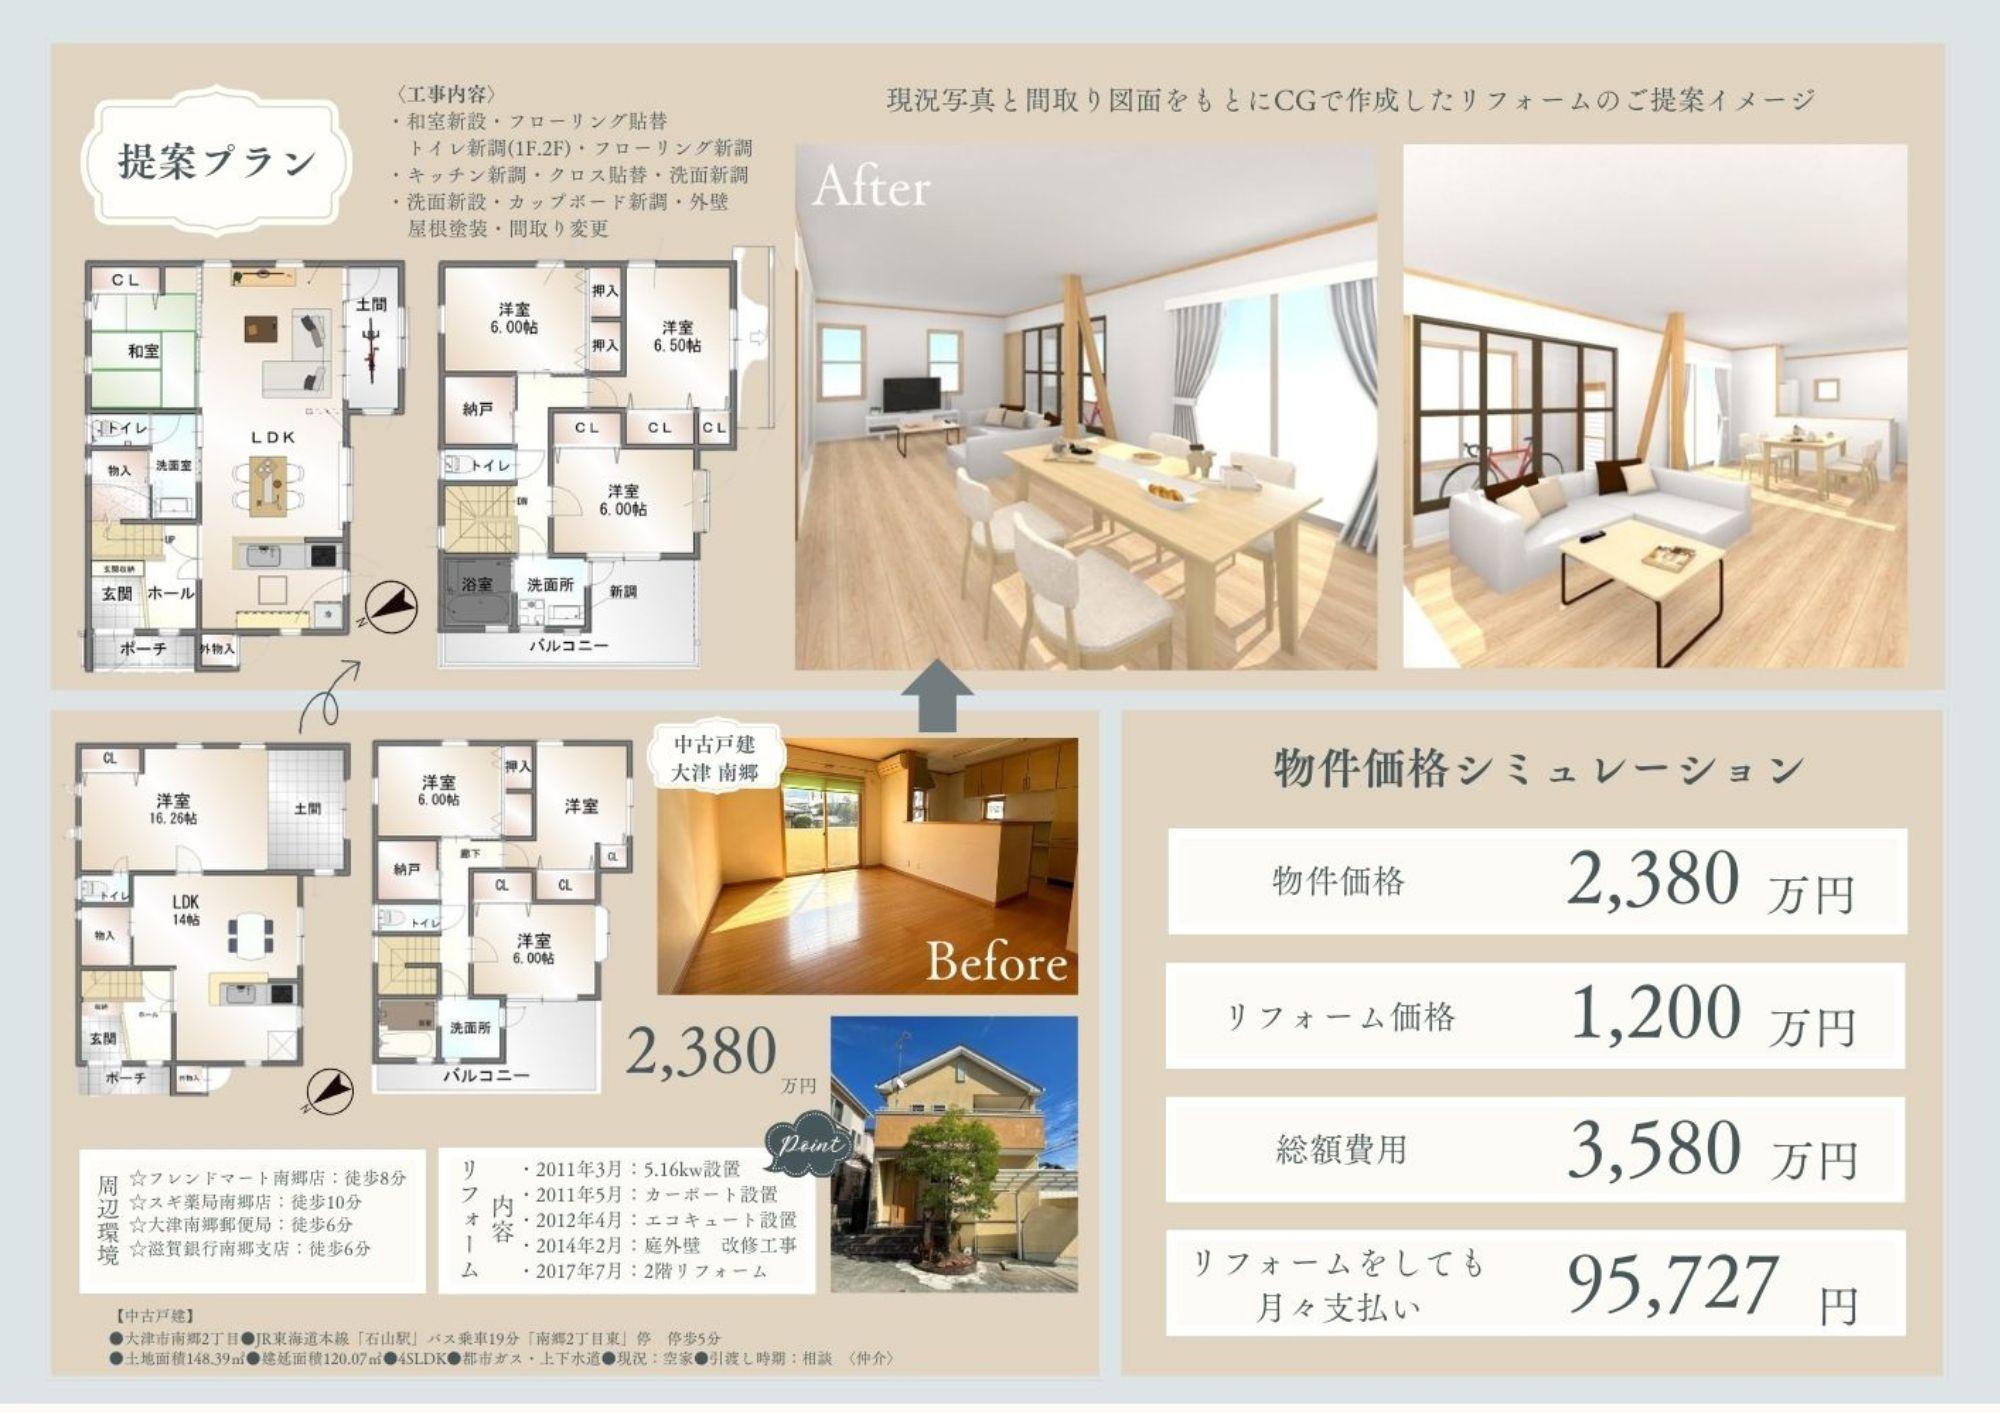 提案プラン
〈工事内容〉
・和室新設・フローリング貼替
トイレ新調(1F.2F)・フローリング新調
・キッチン新調・クロス貼替・洗面新調
・洗面新設・カップボード新調・外壁
屋根塗装・間取り変更
現況写真と間取り図面をもとにCGで作成したリフォームのご提案イメージ
After
CL
和室
土間
トイレ
LDK
物入
洗面室
UP
玄関収納
玄関
ホール
ポーチ
外物入
冷
N
洋室
6.00帖
押入
押入
洋室
6.50帖
納戸
CL
CL
CL
トイレ
DN
洋室
6.00帖
浴室
洗面所
新調
バルコニー
CL
洋室
16.26帖
土間
トイレ
LDK
14帖
物入
ホール
玄関
ポーチ
外物入
N
洋室
6.00帖
押入
洋室
廊下
納戸
CL
CL
CL
トイレ
洋室
6.00帖
洗面所
バルコニー
中古戸建
大津 南郷
Before
2,380
万円
Point
周辺環境
☆フレンドマート南郷店：徒歩8分
☆スギ薬局南郷店：徒歩10分
☆大津南郷郵便局：徒歩6分
☆滋賀銀行南郷支店：徒歩6分
リフォーム
内容
・2011年3月：5.16kw設置
・2011年5月：カーポート設置
・2012年4月：エコキュート設置
・2014年2月：庭外壁　改修工事
・2017年7月：2階リフォーム
【中古戸建】
●大津市南郷2丁目●JR東海道本線「石山駅」バス乗車19分「南郷2丁目東」停　停歩5分
●土地面積148.39㎡●建延面積120.07㎡●4SLDK●都市ガス・上下水道●現況：空家●引渡し時期：相談　〈仲介〉
物件価格シミュレーション
物件価格 2,380 万円
リフォーム価格 1,200 万円
総額費用 3,580 万円
リフォームをしても
月々支払い 95,727 円